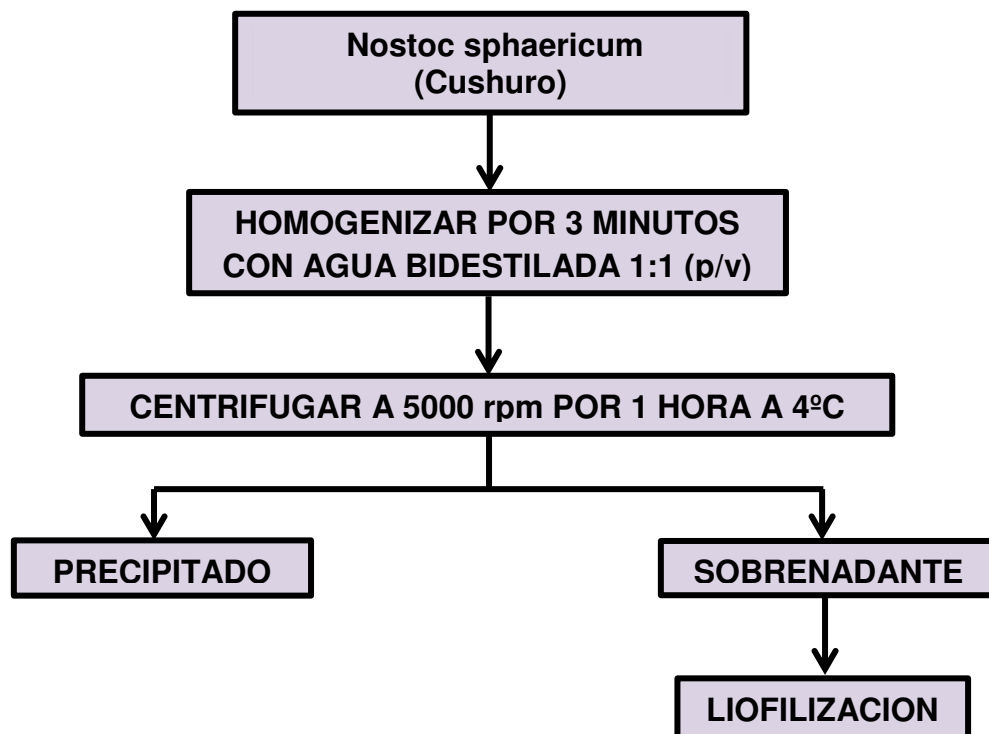 Nostoc sphaericum
(Cushuro)
HOMOGENIZAR POR 3 MINUTOS
CON AGUA BIDESTILADA 1:1 (p/v)
CENTRIFUGAR A 5000 rpm POR 1 HORA A 4ºC
PRECIPITADO
SOBRENADANTE
LIOFILIZACION